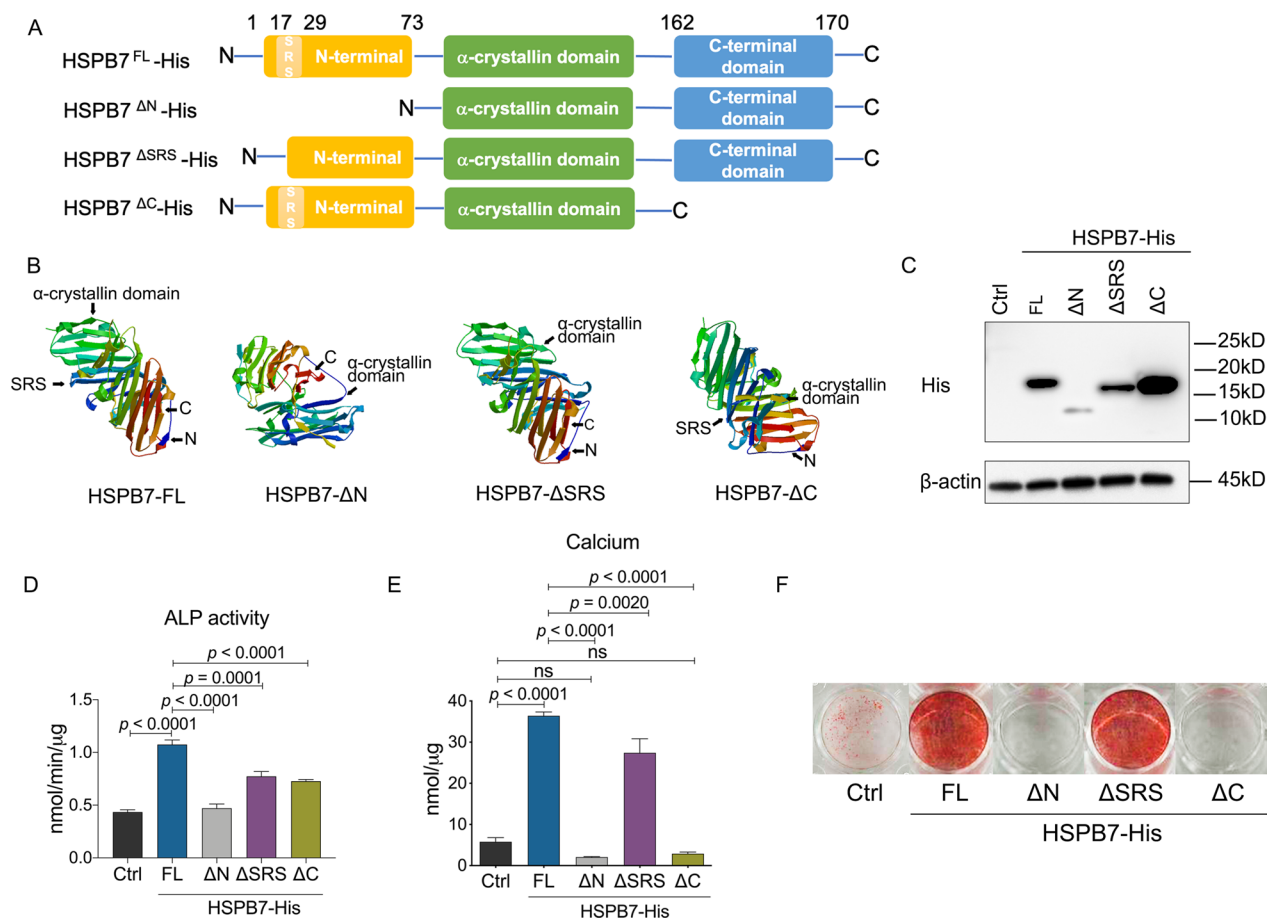 A
1 17 29 73 162 170
HSPB7 FL -His N SRS N-terminal α-crystallin domain C-terminal domain C
HSPB7 ΔN -His N α-crystallin domain C-terminal domain C
HSPB7 ΔSRS -His N N-terminal α-crystallin domain C-terminal domain C
HSPB7 ΔC-His N SRS N-terminal α-crystallin domain C
B
α-crystallin domain
SRS
C
N
HSPB7-FL
C
α-crystallin
domain
HSPB7-ΔN
α-crystallin
domain
C
N
HSPB7-ΔSRS
α-crystallin
domain
SRS
N
HSPB7-ΔC
C
HSPB7-His
Ctrl FL ΔN ΔSRS ΔC
His
25kD
20kD
15kD
10kD
β-actin
45kD
D
ALP activity
p < 0.0001
p = 0.0001
p < 0.0001
p < 0.0001
nmol/min/μg
1.5
1.0
0.5
0.0
Ctrl FL ΔN ΔSRS ΔC
HSPB7-His
E
Calcium
p < 0.0001
p = 0.0020
p < 0.0001
ns
ns
p < 0.0001
nmol/μg
40
30
20
10
0
Ctrl FL ΔN ΔSRS ΔC
HSPB7-His
F
Ctrl FL ΔN ΔSRS ΔC
HSPB7-His